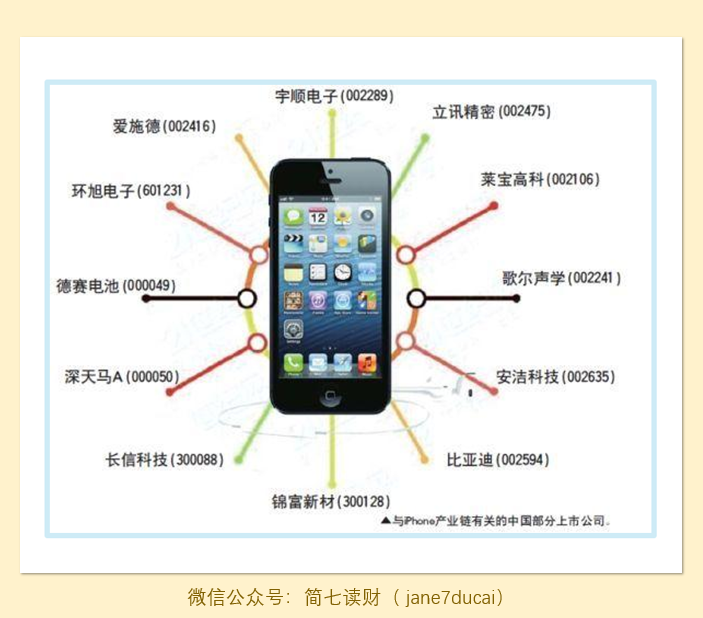 宇顺电子(002289)
爱施德(002416)
立讯精密(002475)
环旭电子(601231)
莱宝高科(002106)
德赛电池(000049)
歌尔声学(002241)
深天马A(000050)
安洁科技(002635)
长信科技(300088)
比亚迪(002594)
锦富新材(300128)
▲与iPhone产业链有关的中国部分上市公司。
微信公众号：简七读财（jane7ducai）